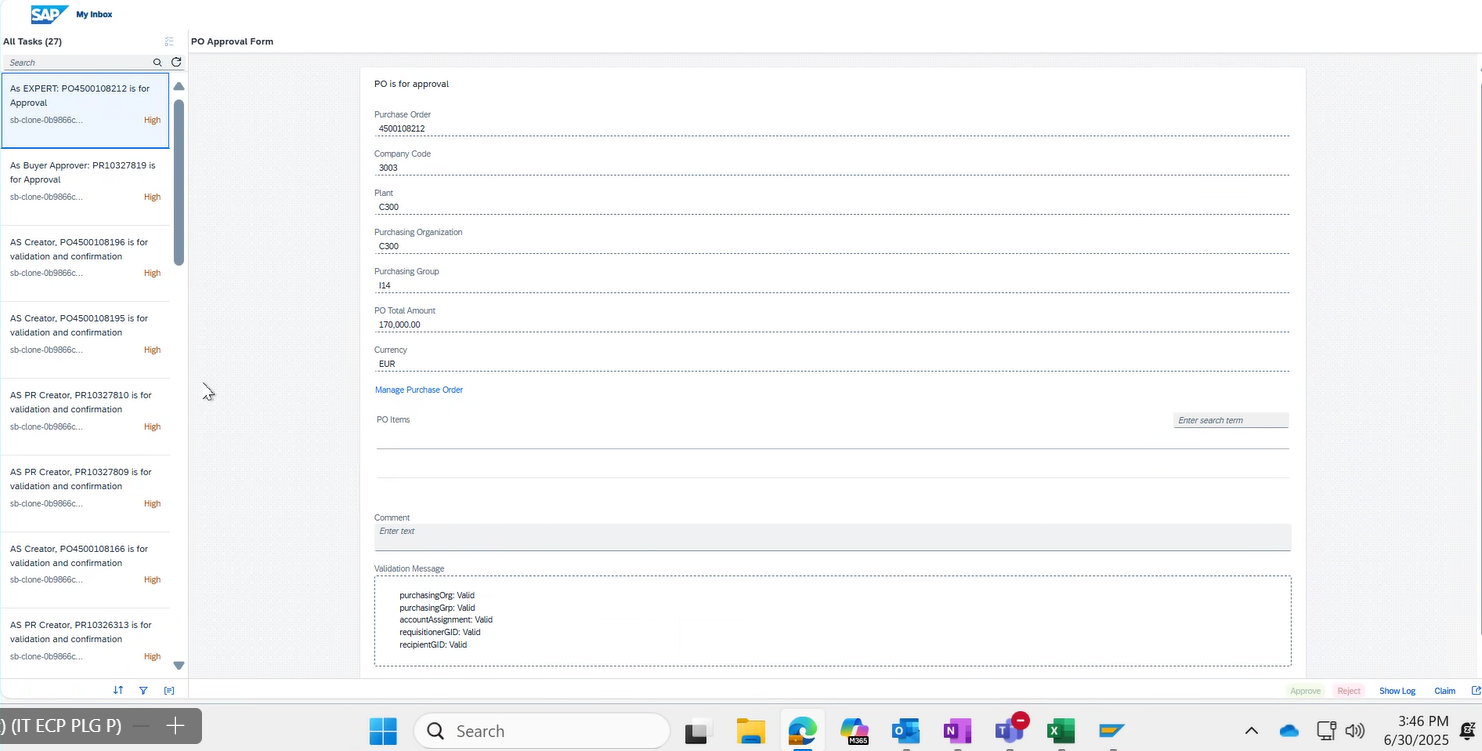 SAP My Inbox
All Tasks (27)
Search
As EXPERT: PO4500108212 is for
Approval
sb-clone-0b9866c... High
As Buyer Approver: PR10327819 is
for Approval
sb-clone-0b9866c... High
AS Creator, PO4500108196 is for
validation and confirmation
sb-clone-0b9866c... High
AS Creator, PO4500108195 is for
validation and confirmation
sb-clone-0b9866c... High
AS PR Creator, PR10327810 is for
validation and confirmation
sb-clone-0b9866c... High
AS PR Creator, PR10327809 is for
validation and confirmation
sb-clone-0b9866c... High
AS Creator, PO4500108166 is for
validation and confirmation
sb-clone-0b9866c... High
AS PR Creator, PR10326313 is for
validation and confirmation
sb-clone-0b9866c... High
PO Approval Form
PO is for approval
Purchase Order
4500108212
Company Code
3003
Plant
C300
Purchasing Organization
C300
Purchasing Group
I14
PO Total Amount
170,000.00
Currency
EUR
Manage Purchase Order
PO Items Enter search term
Comment
Enter text
Validation Message
purchasingOrg: Valid
purchasingGrp: Valid
accountAssignment: Valid
requisitionerGID: Valid
recipientGID: Valid
Approve Reject Show Log Claim
) (IT ECP PLG P)
Search
M365
3:46 PM
6/30/2025